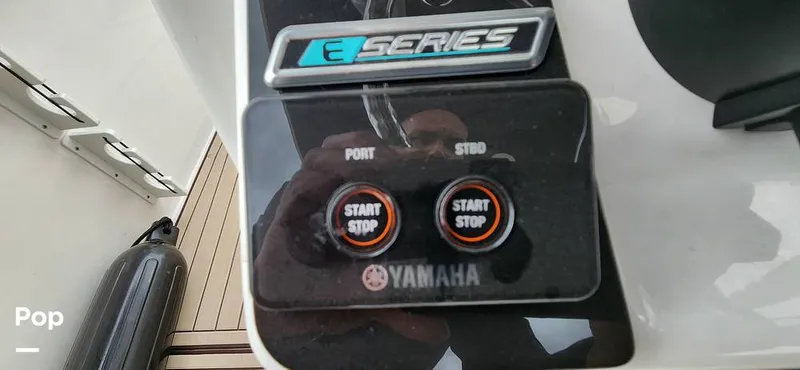 E SERIES
PORT
STBD
START
STOP
START
STOP
YAMAHA
Pop